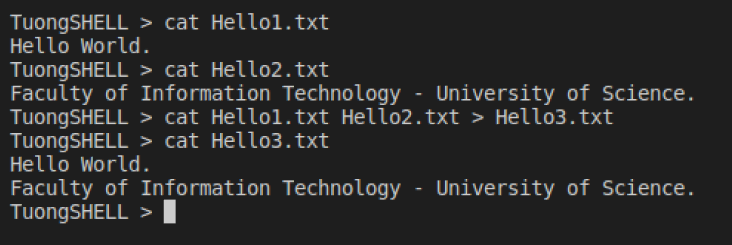 TuongSHELL > cat Hello1.txt
Hello World.
TuongSHELL > cat Hello2.txt
Faculty of Information Technology - University of Science.
TuongSHELL > cat Hello1.txt Hello2.txt > Hello3.txt
TuongSHELL > cat Hello3.txt
Hello World.
Faculty of Information Technology - University of Science.
TuongSHELL >